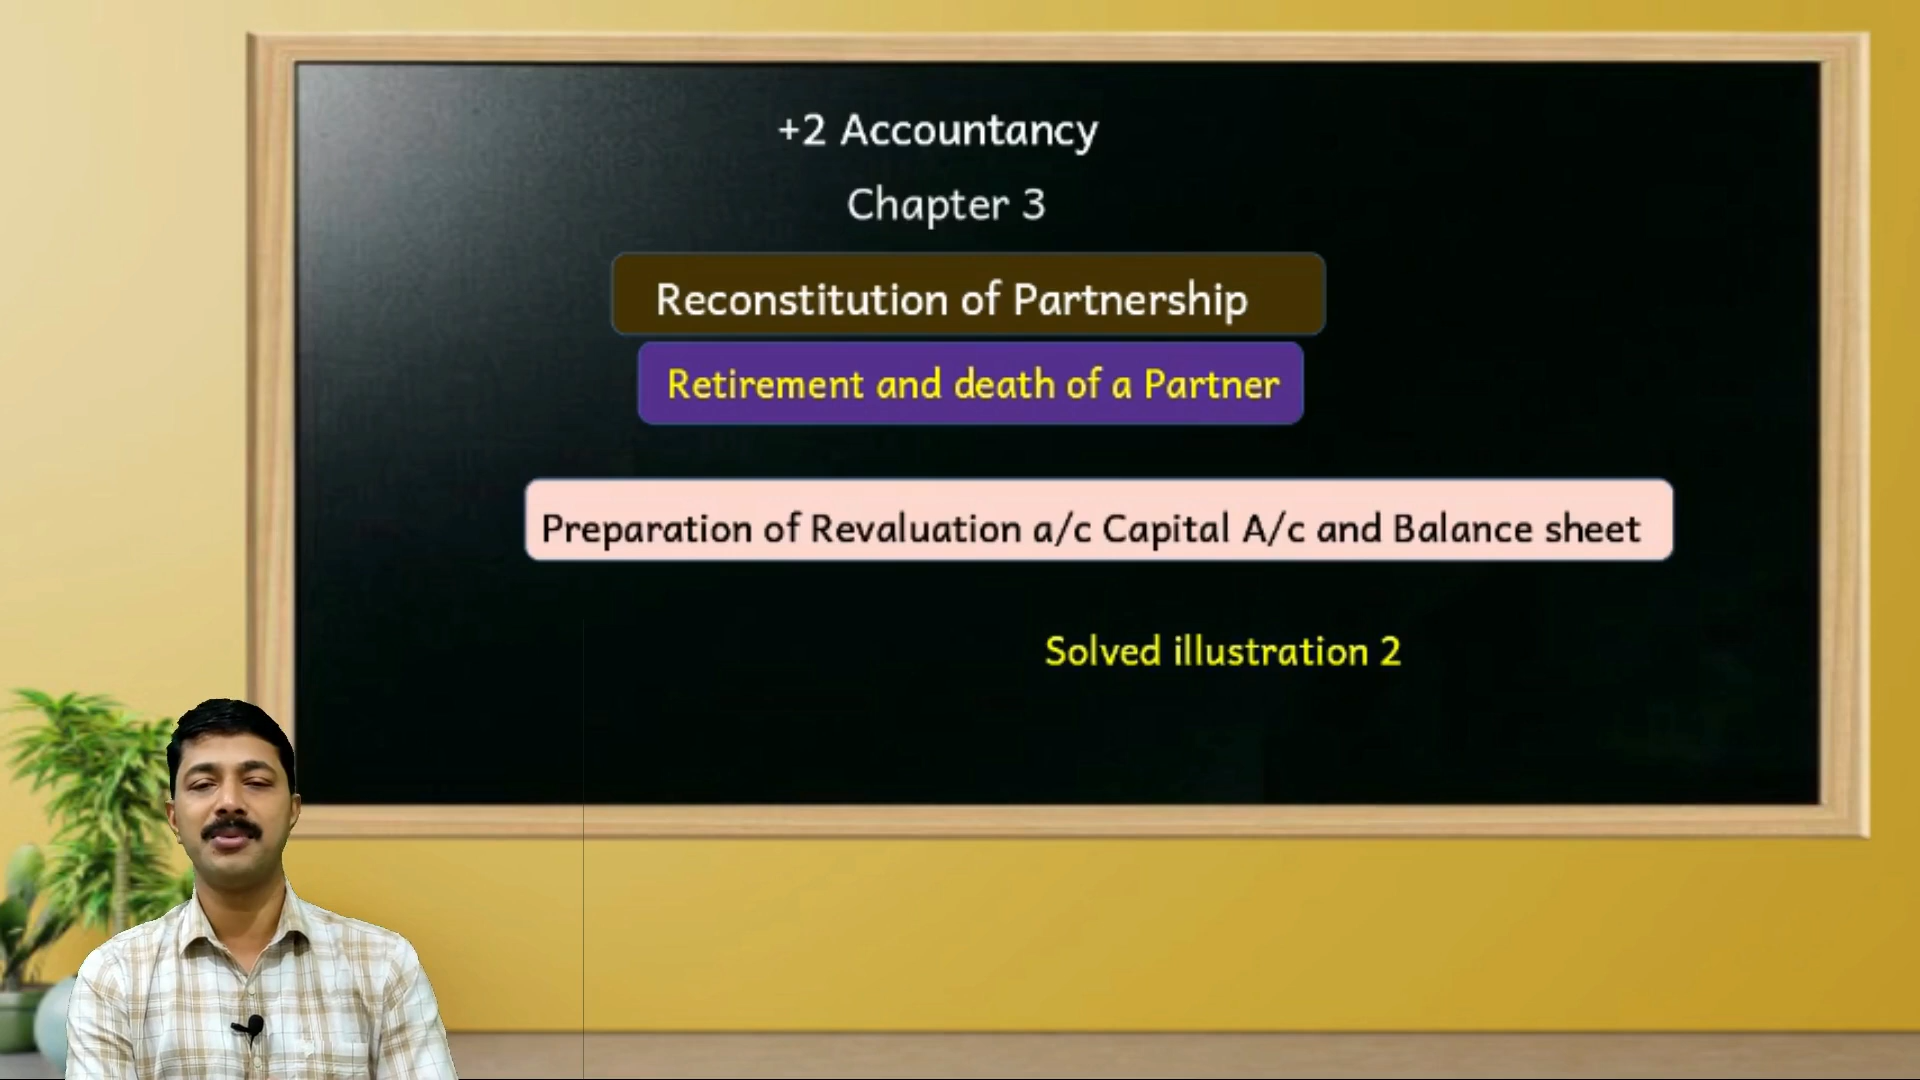 +2 Accountancy
Chapter 3
Reconstitution of Partnership
Retirement and death of a Partner
Preparation of Revaluation a/c Capital A/c and Balance sheet
Solved illustration 2